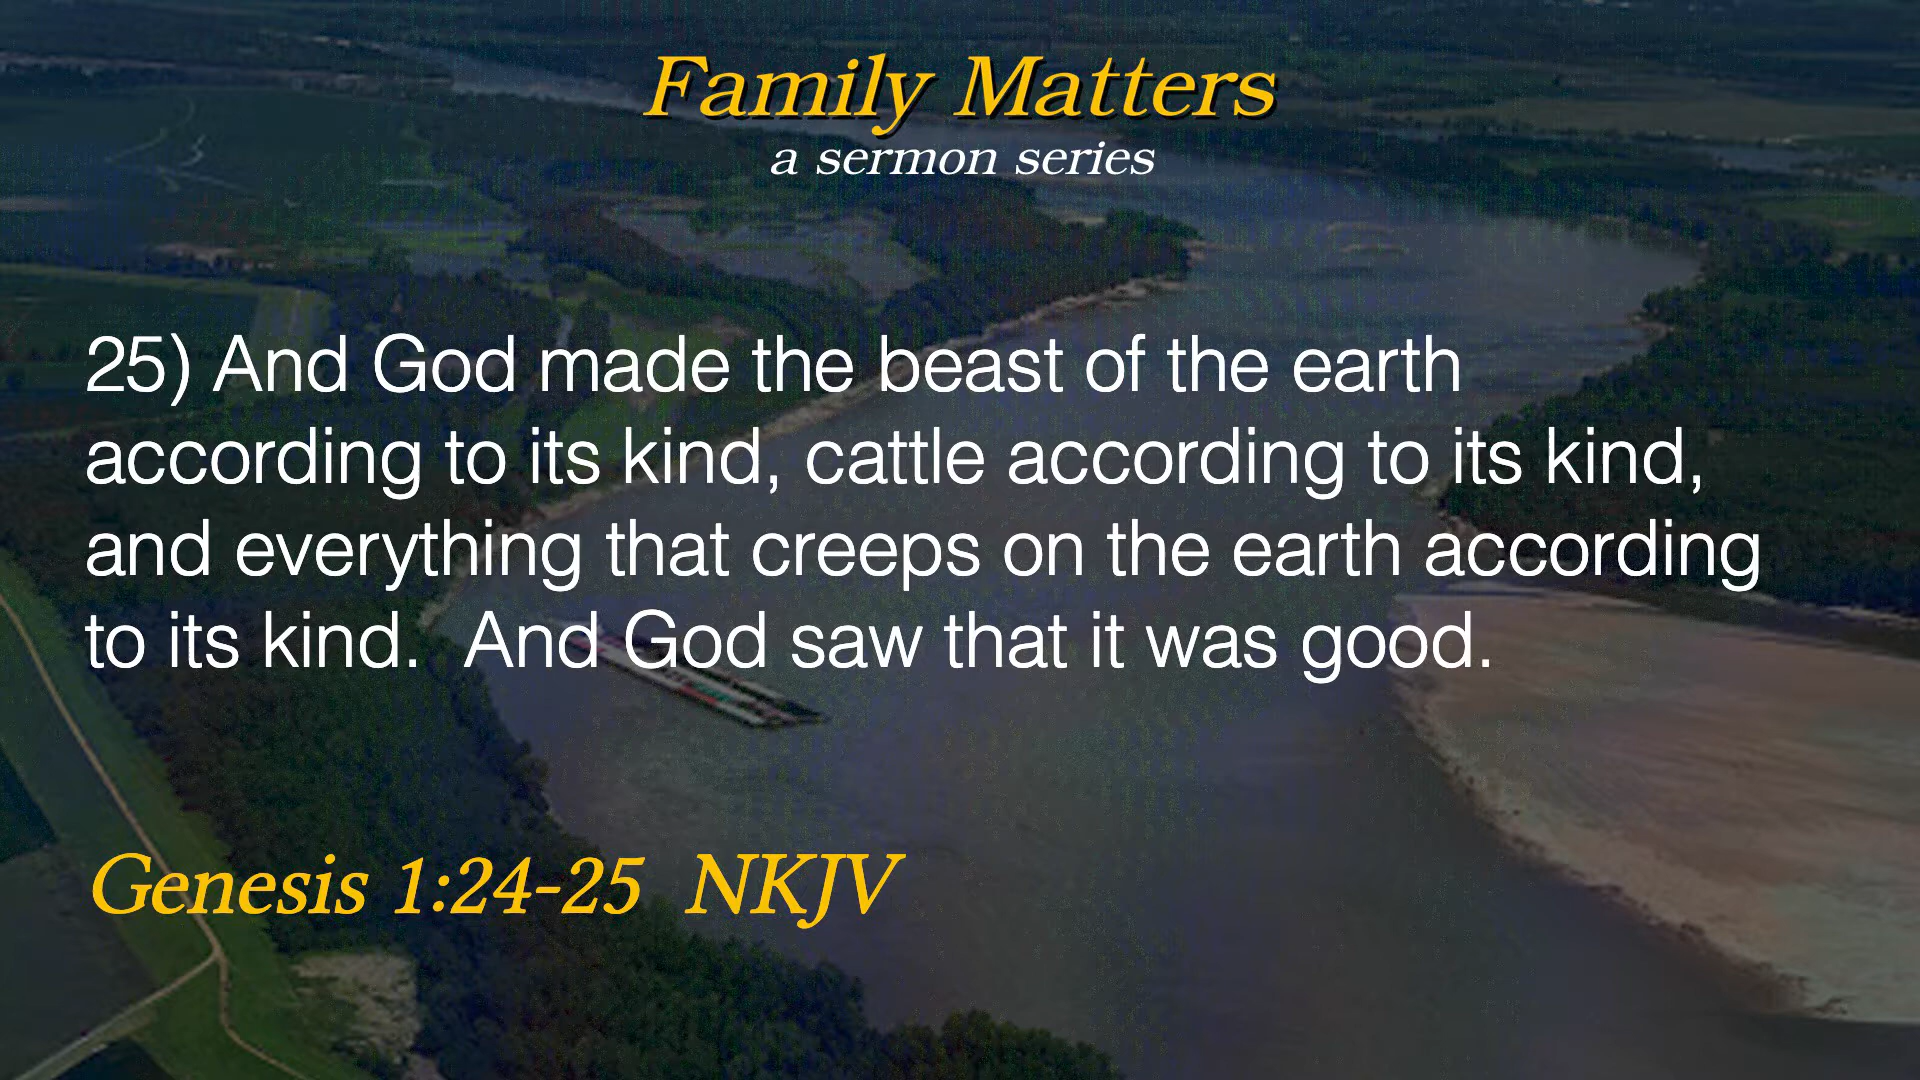 Family Matters
a sermon series
25) And God made the beast of the earth
according to its kind, cattle according to its kind,
and everything that creeps on the earth according
to its kind.  And God saw that it was good.
Genesis 1:24-25  NKJV